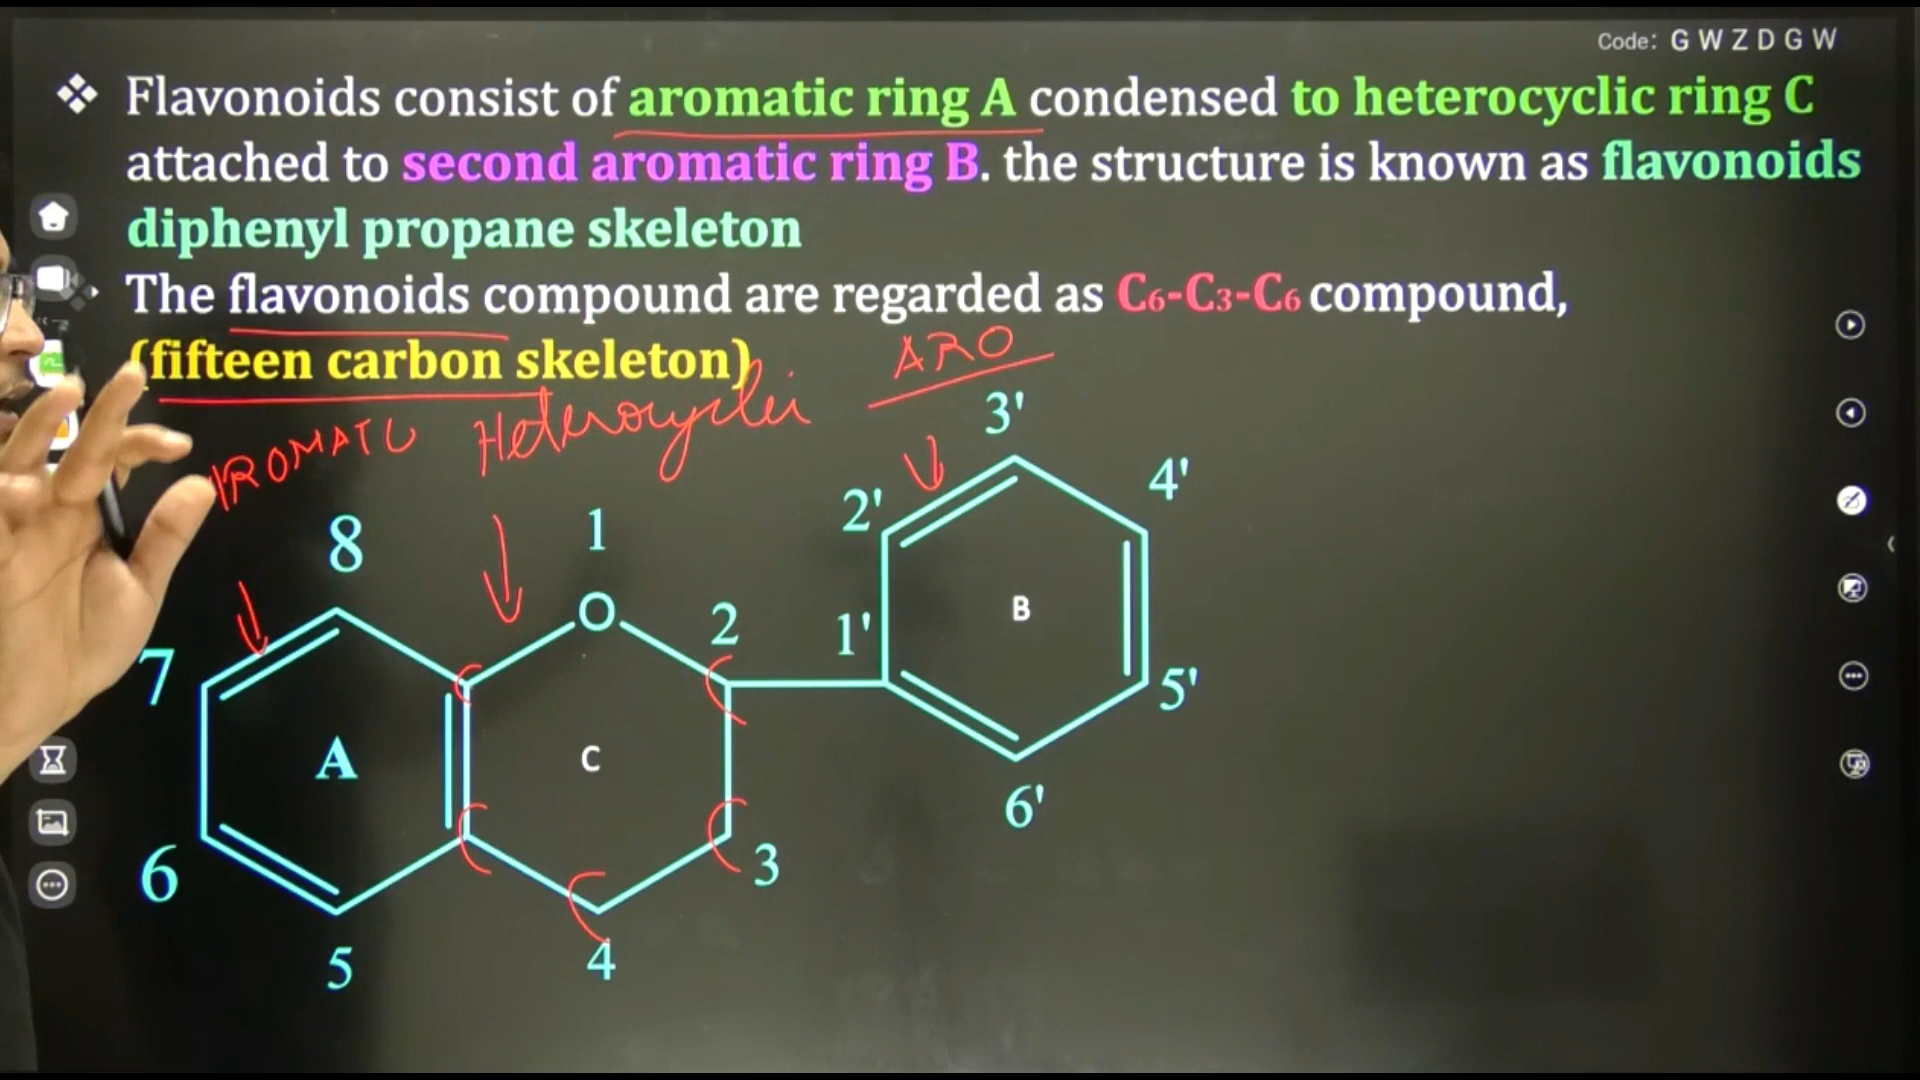 Code: G W Z D G W
❖ Flavonoids consist of aromatic ring A condensed to heterocyclic ring C
attached to second aromatic ring B. the structure is known as flavonoids
diphenyl propane skeleton
The flavonoids compound are regarded as C6-C3-C6 compound,
(fifteen carbon skeleton)
ARO
Heterocyclic
3'
4'
2'
8
1
O
2
1'
B
7
5'
A
C
6'
6
3
5
4